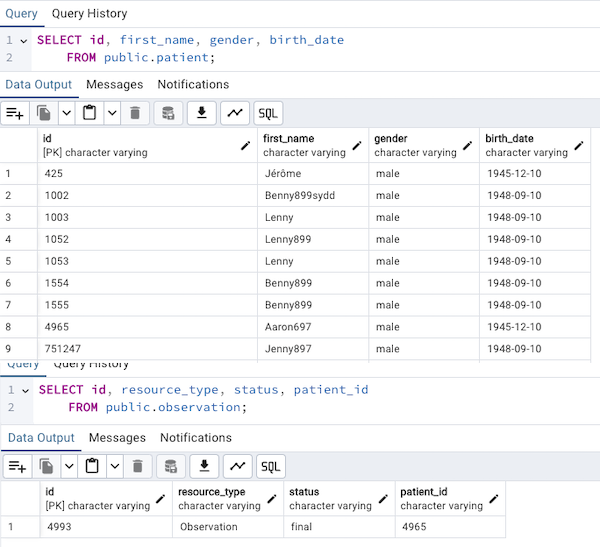 Query Query History
1 SELECT id, first_name, gender, birth_date
2 FROM public.patient;
Data Output Messages Notifications
SQL
id first_name gender birth_date
[PK] character varying character varying character varying character varying
1 425 Jérôme male 1945-12-10
2 1002 Benny899sydd male 1948-09-10
3 1003 Lenny male 1948-09-10
4 1052 Lenny899 male 1948-09-10
5 1053 Lenny male 1948-09-10
6 1554 Benny899 male 1948-09-10
7 1555 Benny899 male 1948-09-10
8 4965 Aaron697 male 1945-12-10
9 751247 Jenny897 male 1948-09-10
Query Query History
1 SELECT id, resource_type, status, patient_id
2 FROM public.observation;
Data Output Messages Notifications
SQL
id resource_type status patient_id
[PK] character varying character varying character varying character varying
1 4993 Observation final 4965